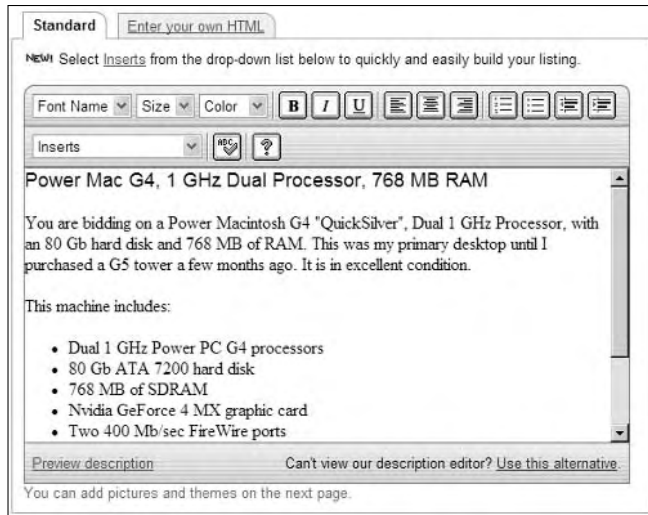 Standard Enter your own HTML
NEW! Select Inserts from the drop-down list below to quickly and easily build your listing.
Font Name Size Color B I U
Inserts ABC ?
Power Mac G4, 1 GHz Dual Processor, 768 MB RAM
You are bidding on a Power Macintosh G4 "QuickSilver", Dual 1 GHz Processor, with
an 80 Gb hard disk and 768 MB of RAM. This was my primary desktop until I
purchased a G5 tower a few months ago. It is in excellent condition.
This machine includes:
• Dual 1 GHz Power PC G4 processors
• 80 Gb ATA 7200 hard disk
• 768 MB of SDRAM
• Nvidia GeForce 4 MX graphic card
• Two 400 Mb/sec FireWire ports
Preview description Can't view our description editor? Use this alternative.
You can add pictures and themes on the next page.